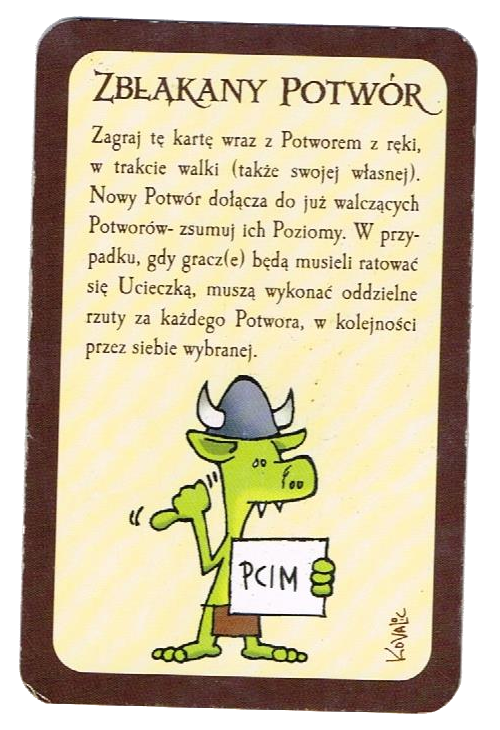 Zbłąkany Potwór
Zagraj tę kartę wraz z Potworem z ręki,
w trakcie walki (także swojej własnej).
Nowy Potwór dołącza do już walczących
Potworów- zsumuj ich Poziomy. W przy-
padku, gdy gracz(e) będą musieli ratować
się Ucieczką, muszą wykonać oddzielne
rzuty za każdego Potwora, w kolejności
przez siebie wybranej.
PCIM
KOVALIC